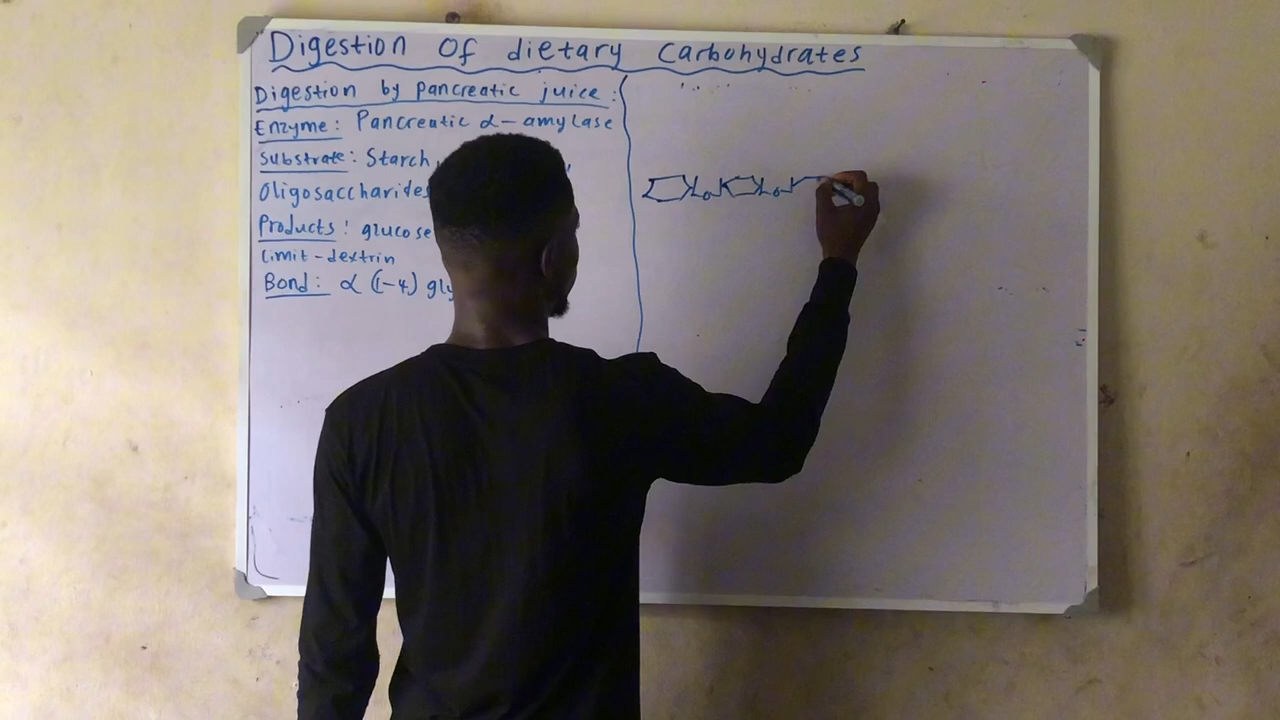 Digestion Of dietary Carbohydrates
Digestion by pancreatic juice:
Enzyme: Pancreatic α-amylase
Substrate: Starch,
Oligosaccharides
Products: glucose
Limit-dextrin
Bond: α (1-4)
o o